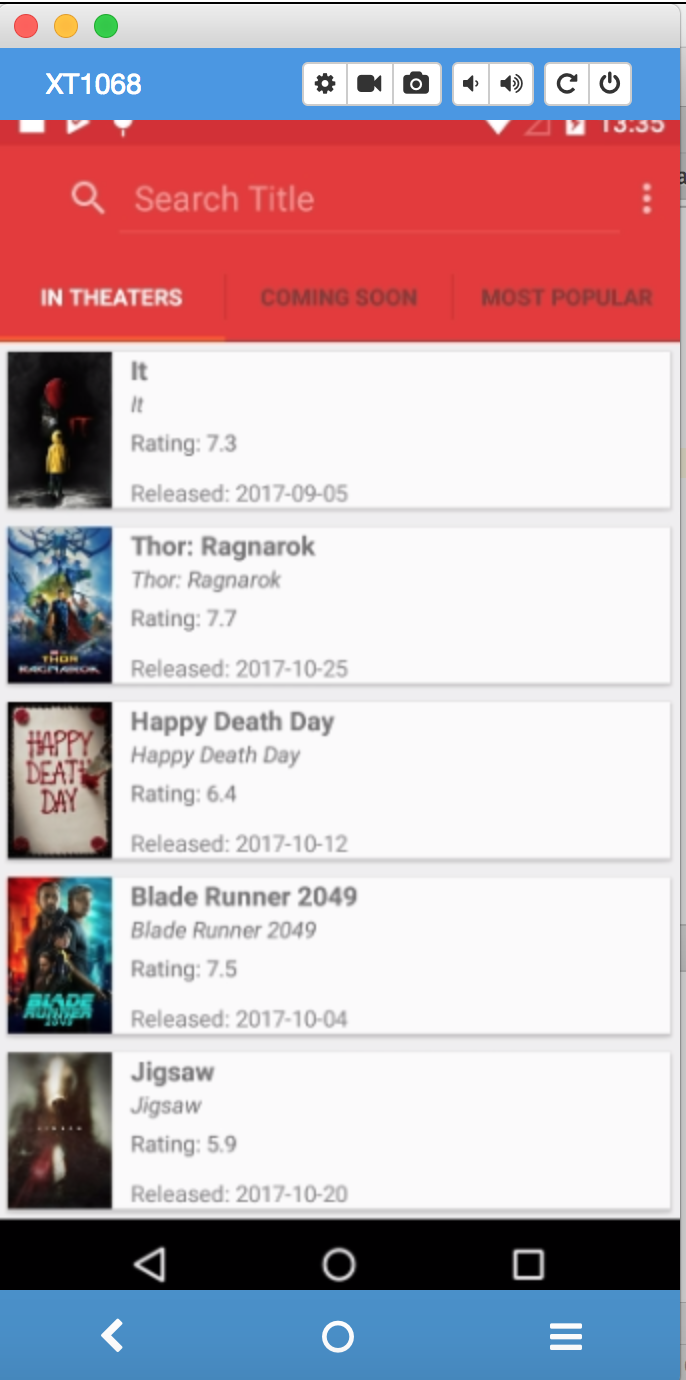 XT1068
13:35
Search Title
IN THEATERS
COMING SOON
MOST POPULAR
It
It
Rating: 7.3
Released: 2017-09-05
IT
Thor: Ragnarok
Thor: Ragnarok
Rating: 7.7
Released: 2017-10-25
THOR
RAGNAROK
Happy Death Day
Happy Death Day
Rating: 6.4
Released: 2017-10-12
HAPPY
DEATH
DAY
Blade Runner 2049
Blade Runner 2049
Rating: 7.5
Released: 2017-10-04
BLADE
RUNNER
2049
Jigsaw
Jigsaw
Rating: 5.9
Released: 2017-10-20